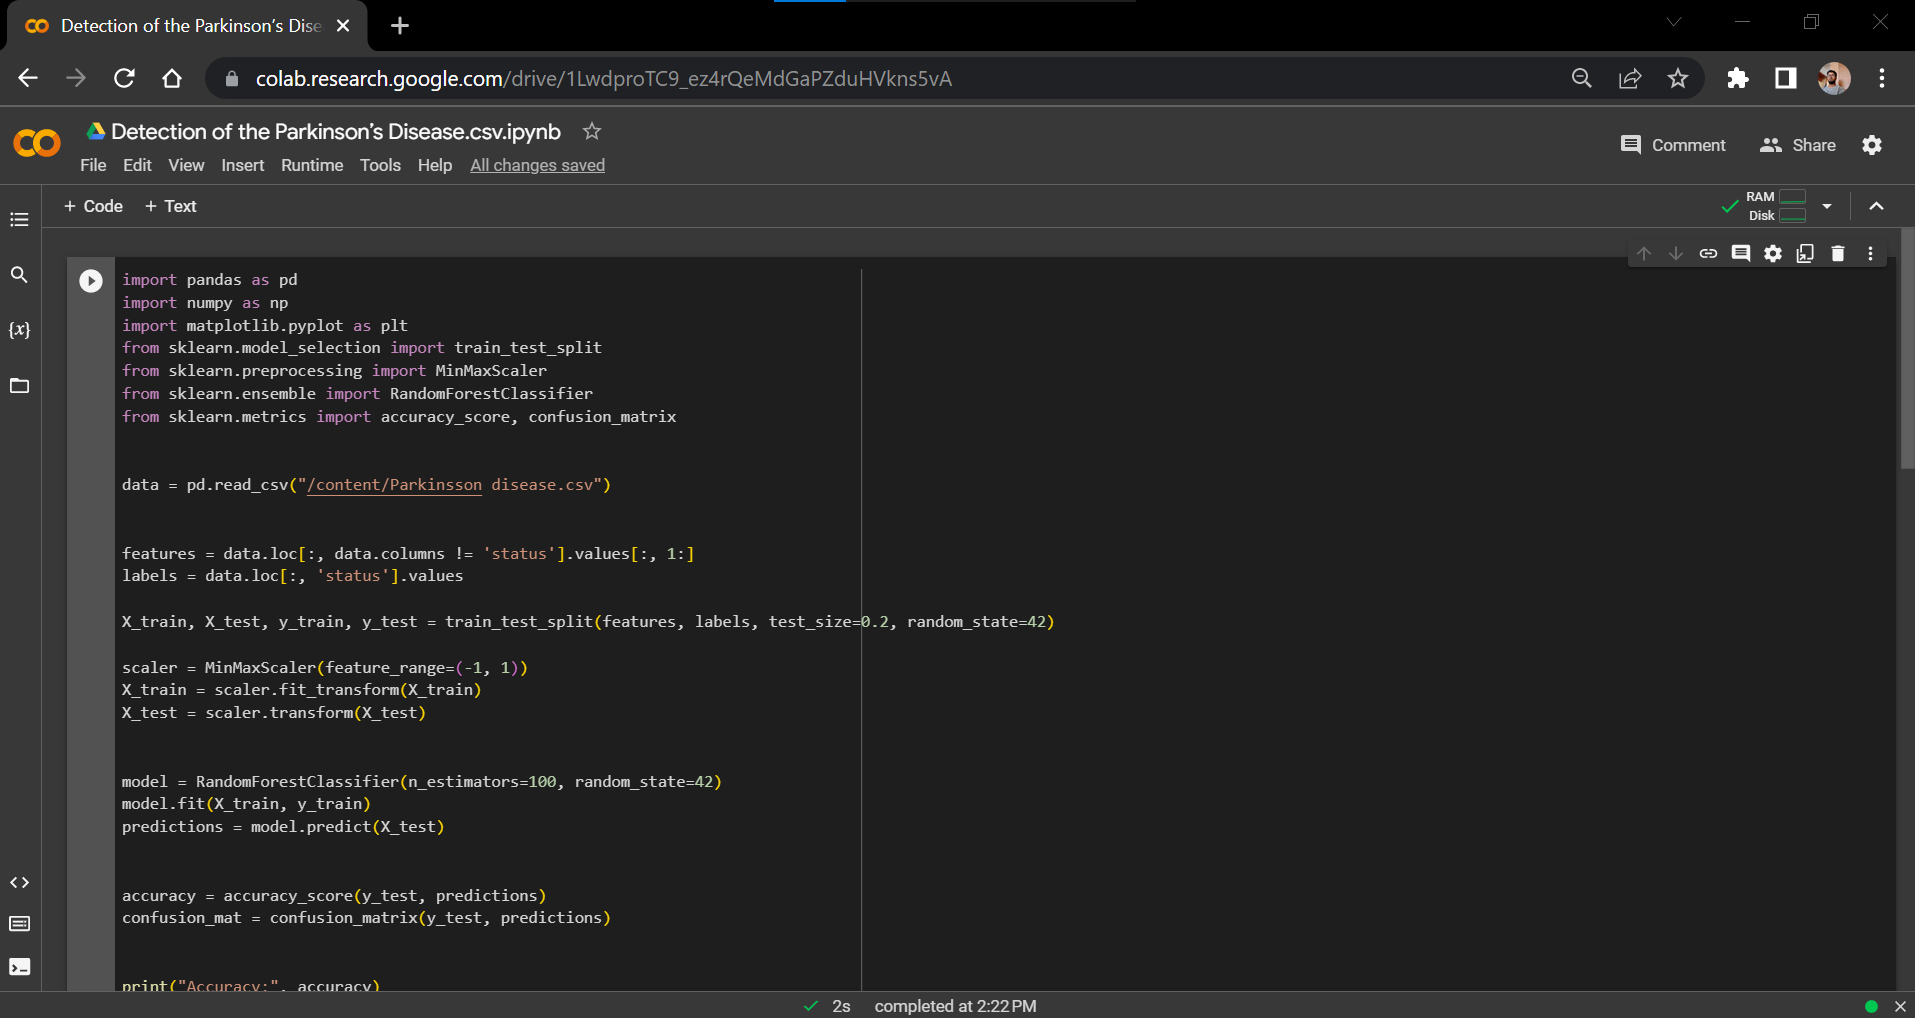 Detection of the Parkinson's Dise
colab.research.google.com/drive/1LwdproTC9_ez4rQeMdGaPZduHVkns5vA
Detection of the Parkinson's Disease.csv.ipynb
File Edit View Insert Runtime Tools Help All changes saved
Comment Share
+ Code + Text
RAM
Disk
import pandas as pd
import numpy as np
import matplotlib.pyplot as plt
from sklearn.model_selection import train_test_split
from sklearn.preprocessing import MinMaxScaler
from sklearn.ensemble import RandomForestClassifier
from sklearn.metrics import accuracy_score, confusion_matrix
data = pd.read_csv("/content/Parkinsson disease.csv")
features = data.loc[:, data.columns != 'status'].values[:, 1:]
labels = data.loc[:, 'status'].values
X_train, X_test, y_train, y_test = train_test_split(features, labels, test_size=0.2, random_state=42)
scaler = MinMaxScaler(feature_range=(-1, 1))
X_train = scaler.fit_transform(X_train)
X_test = scaler.transform(X_test)
model = RandomForestClassifier(n_estimators=100, random_state=42)
model.fit(X_train, y_train)
predictions = model.predict(X_test)
accuracy = accuracy_score(y_test, predictions)
confusion_mat = confusion_matrix(y_test, predictions)
print("Accuracy:", accuracy)
2s completed at 2:22 PM